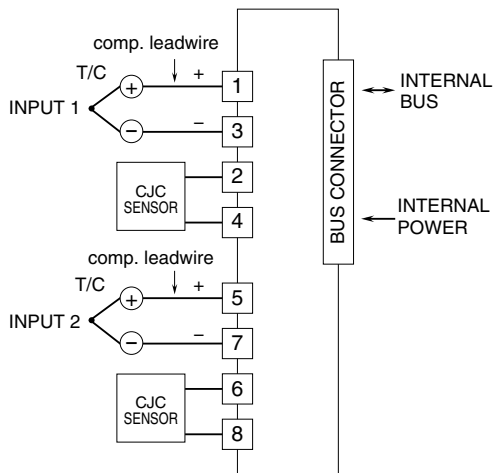 comp. leadwire
T/C
+
+
1
INPUT 1
−
−
3
CJC
SENSOR
2
4
comp. leadwire
T/C
+
+
5
INPUT 2
−
−
7
CJC
SENSOR
6
8
BUS CONNECTOR
INTERNAL
BUS
INTERNAL
POWER